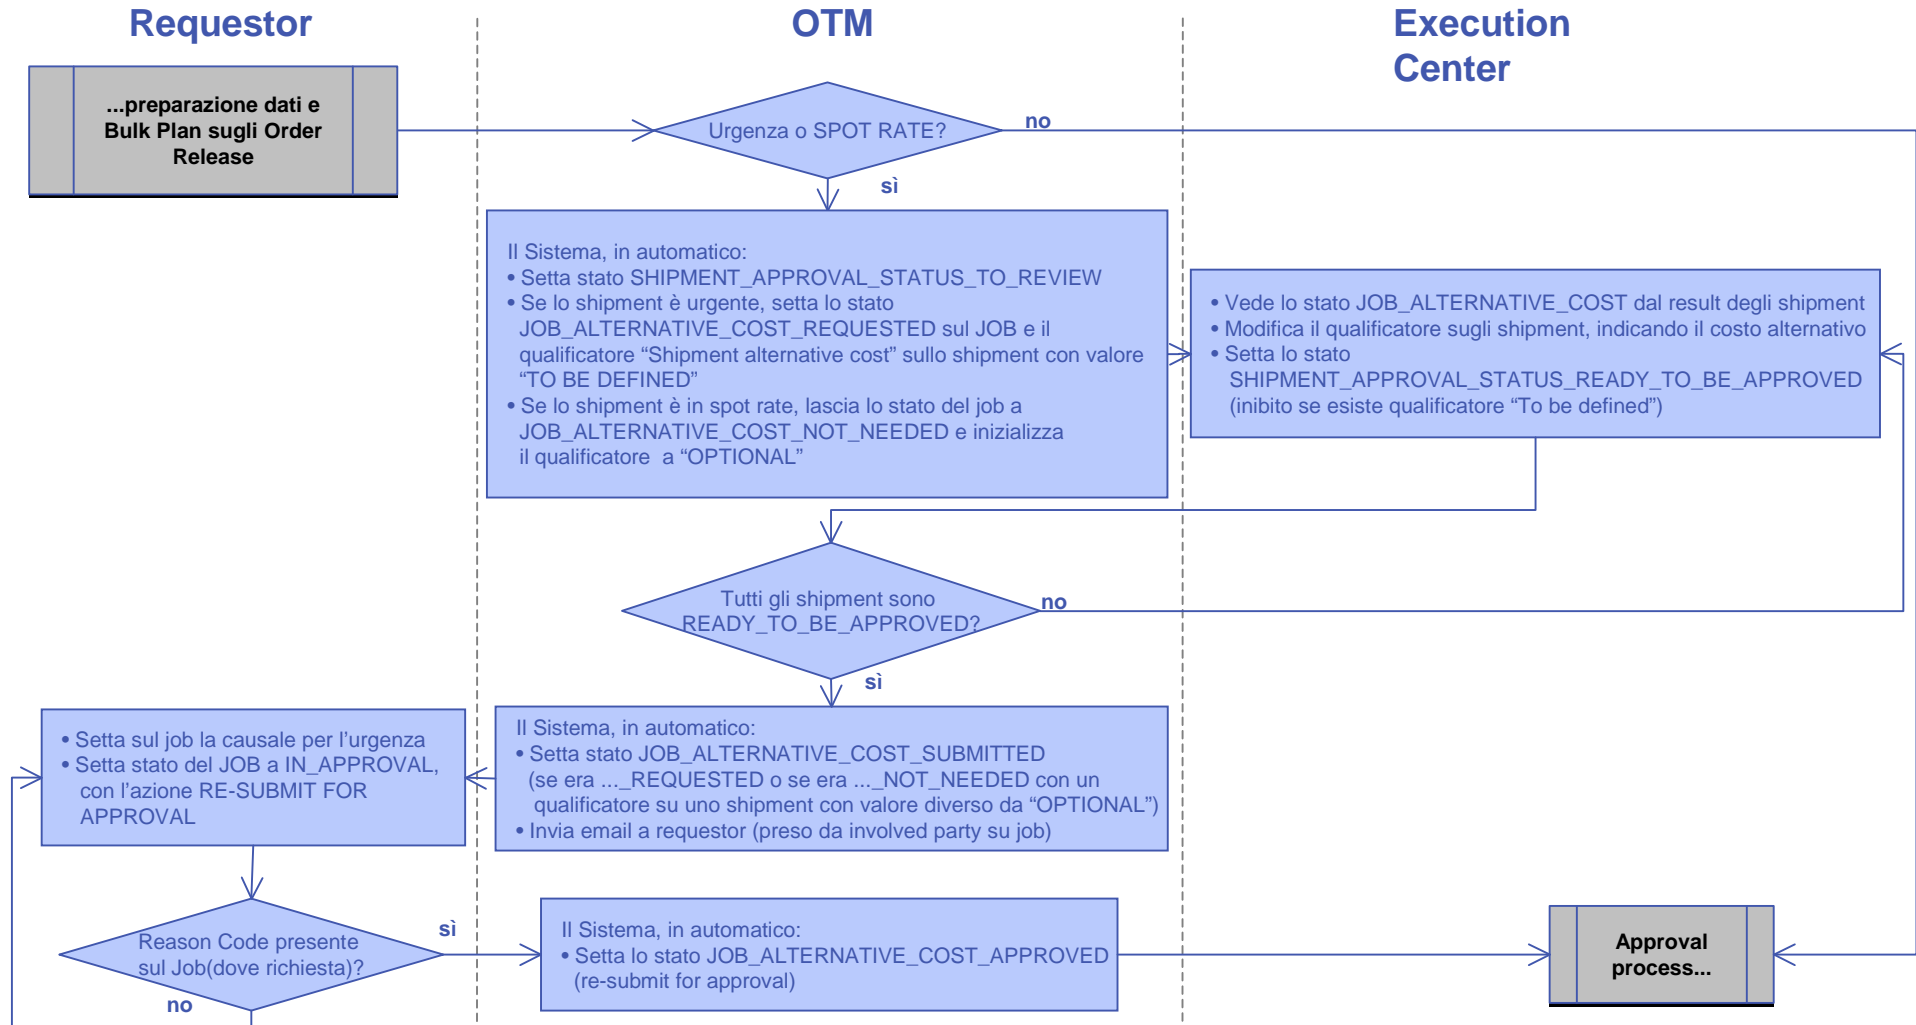 Requestor
OTM
Execution
Center
...preparazione dati e
Bulk Plan sugli Order
Release
Urgenza o SPOT RATE?
no
sì
Il Sistema, in automatico:
• Setta stato SHIPMENT_APPROVAL_STATUS_TO_REVIEW
• Se lo shipment è urgente, setta lo stato
JOB_ALTERNATIVE_COST_REQUESTED sul JOB e il
qualificatore “Shipment alternative cost” sullo shipment con valore
“TO BE DEFINED”
• Se lo shipment è in spot rate, lascia lo stato del job a
JOB_ALTERNATIVE_COST_NOT_NEEDED e inizializza
il qualificatore a “OPTIONAL”
• Vede lo stato JOB_ALTERNATIVE_COST dal result degli shipment
• Modifica il qualificatore sugli shipment, indicando il costo alternativo
• Setta lo stato
SHIPMENT_APPROVAL_STATUS_READY_TO_BE_APPROVED
(inibito se esiste qualificatore “To be defined”)
Tutti gli shipment sono
READY_TO_BE_APPROVED?
no
sì
Il Sistema, in automatico:
• Setta stato JOB_ALTERNATIVE_COST_SUBMITTED
(se era ..._REQUESTED o se era ..._NOT_NEEDED con un
qualificatore su uno shipment con valore diverso da “OPTIONAL”)
• Invia email a requestor (preso da involved party su job)
• Setta sul job la causale per l’urgenza
• Setta stato del JOB a IN_APPROVAL,
con l’azione RE-SUBMIT FOR
APPROVAL
Reason Code presente
sul Job(dove richiesta)?
sì
no
Il Sistema, in automatico:
• Setta lo stato JOB_ALTERNATIVE_COST_APPROVED
(re-submit for approval)
Approval
process...